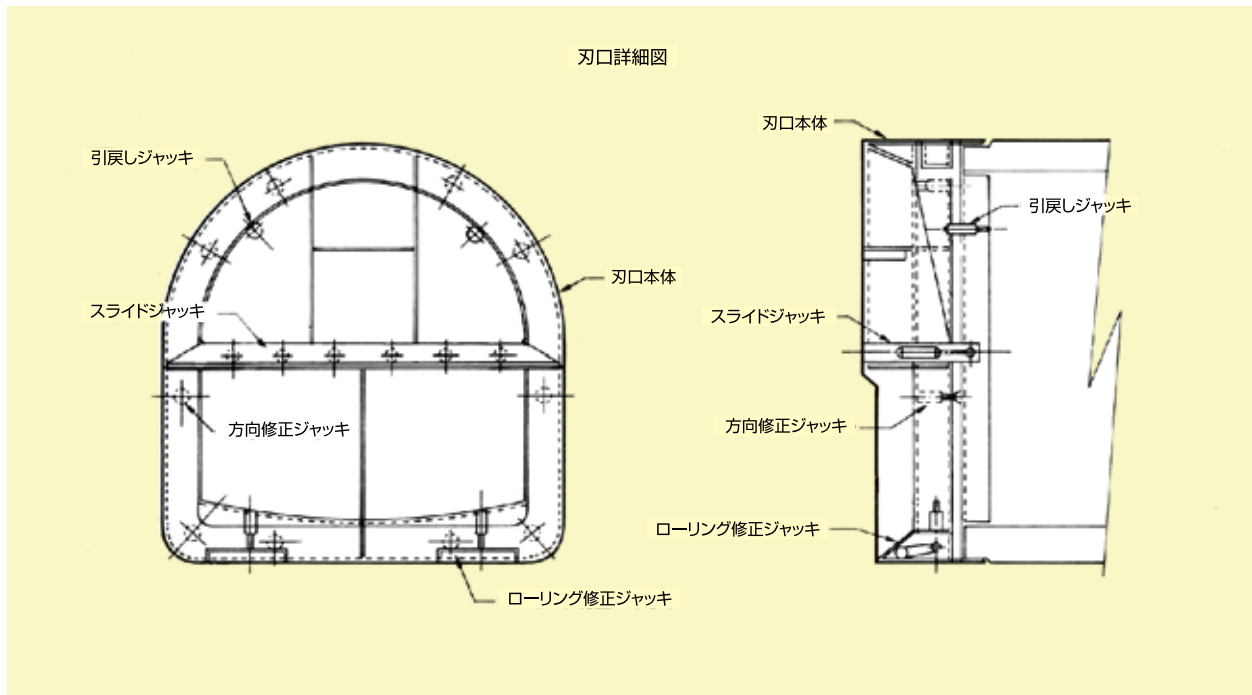 刃口詳細図
引戻しジャッキ
刃口本体
スライドジャッキ
方向修正ジャッキ
ローリング修正ジャッキ
刃口本体
引戻しジャッキ
スライドジャッキ
方向修正ジャッキ
ローリング修正ジャッキ